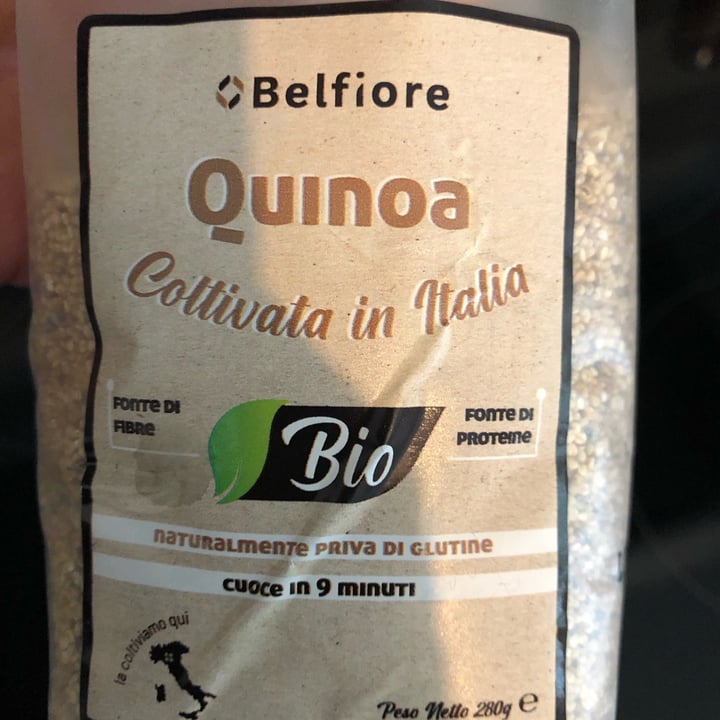 Belfiore
Quinoa
Coltivata in Italia
FONTE DI
FIBRE
FONTE DI
PROTEINE
Bio
NATURALMENTE PRIVA DI GLUTINE
CUOCE IN 9 MINUTI
la coltiviamo qui
Peso Netto 280g e